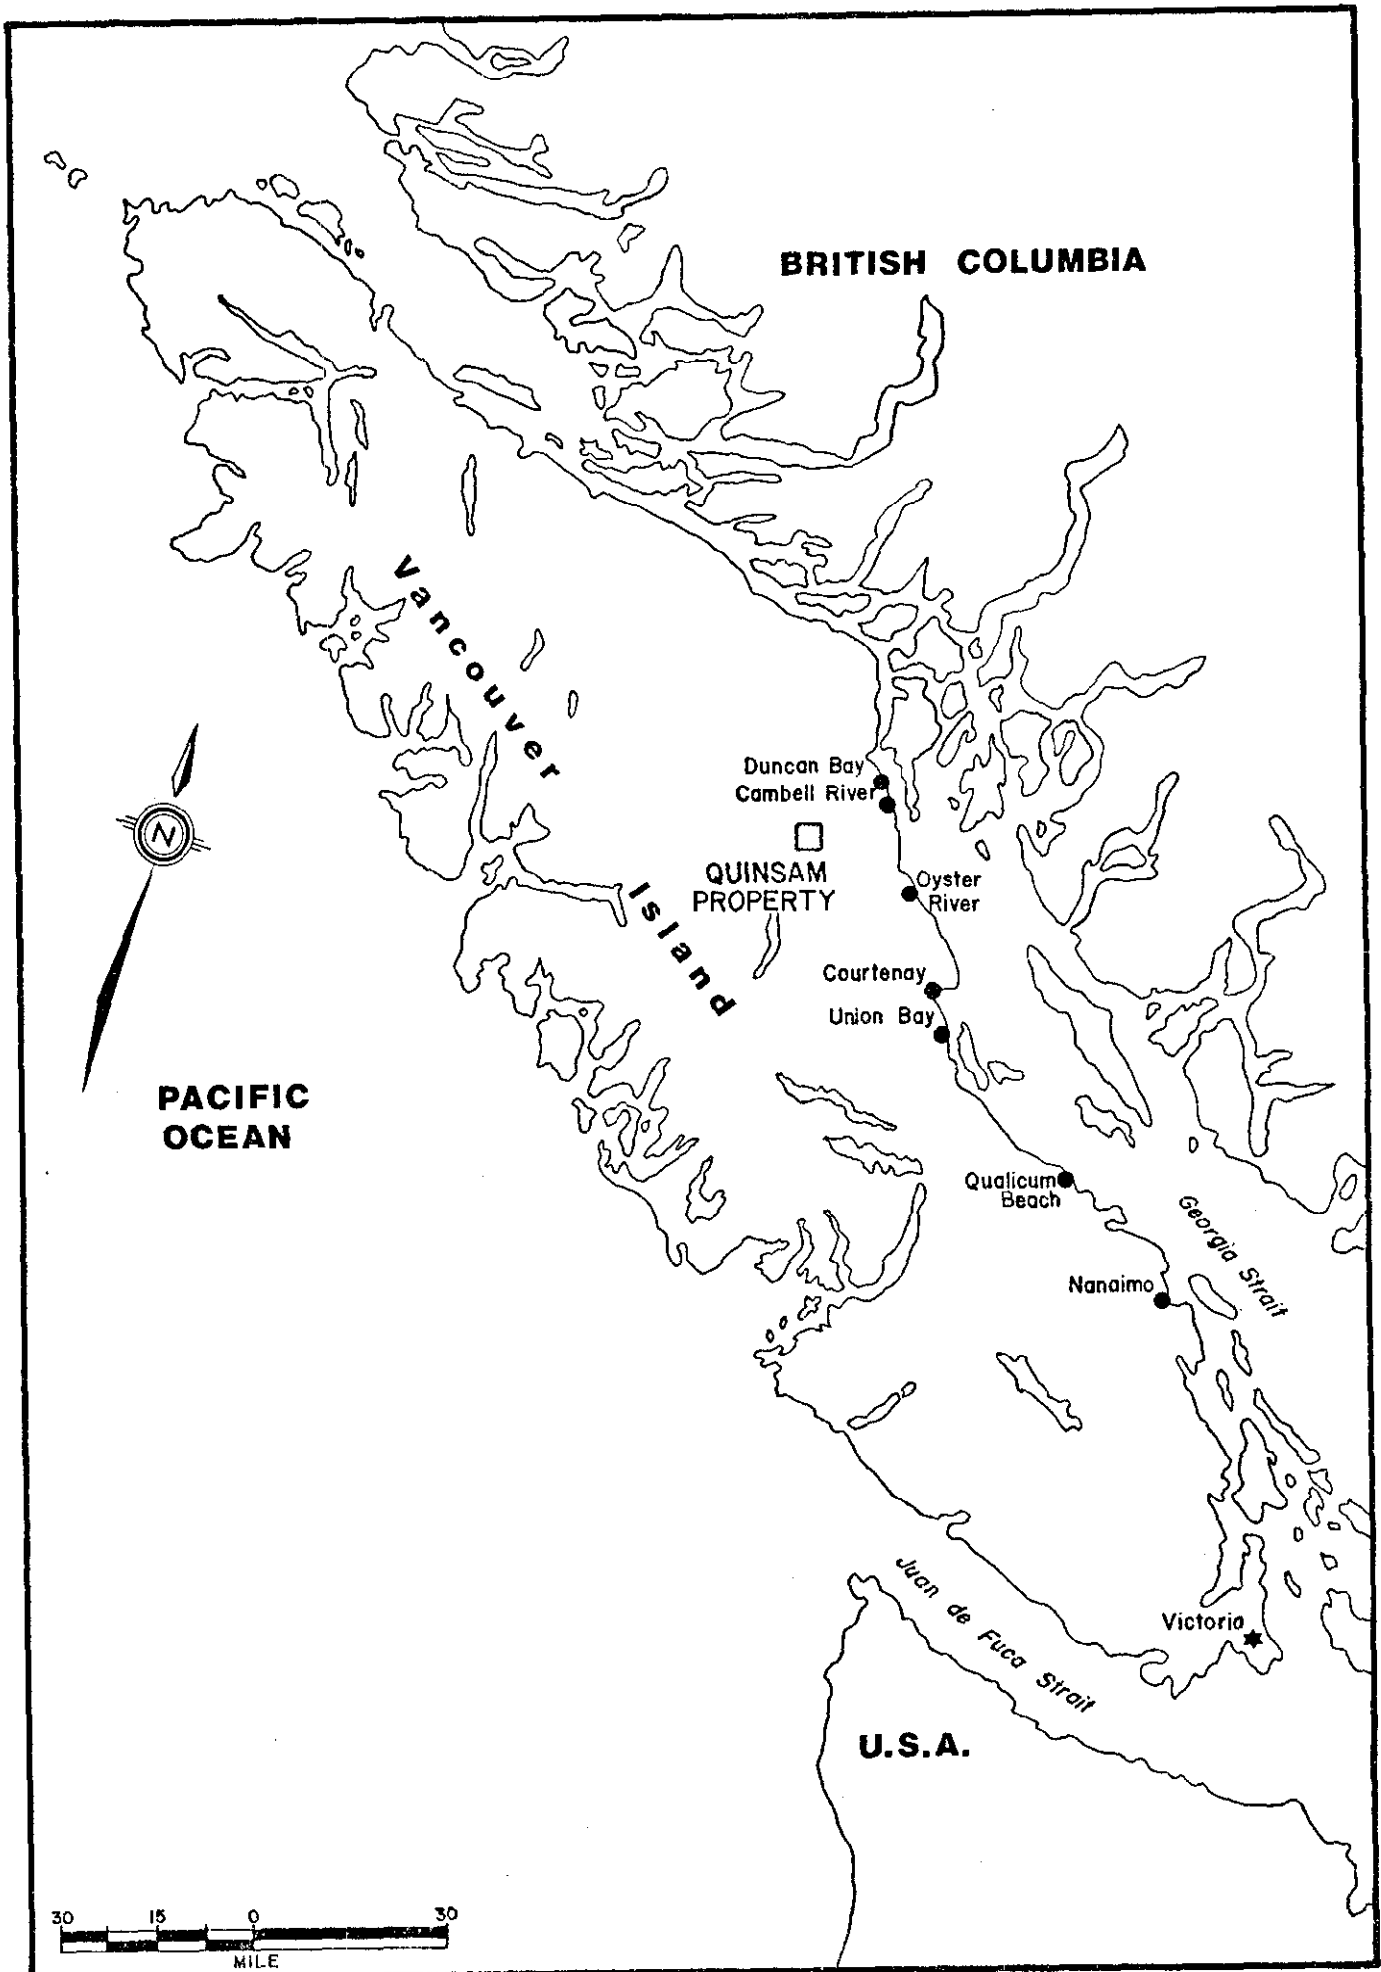 BRITISH COLUMBIA
Vancouver
Island
Duncan Bay
Cambell River
QUINSAM
PROPERTY
Oyster
River
Courtenay
Union Bay
N
PACIFIC
OCEAN
Qualicum
Beach
Georgia Strait
Nanaimo
Juan de Fuca Strait
Victoria
U.S.A.
30 15 0 30
MILE